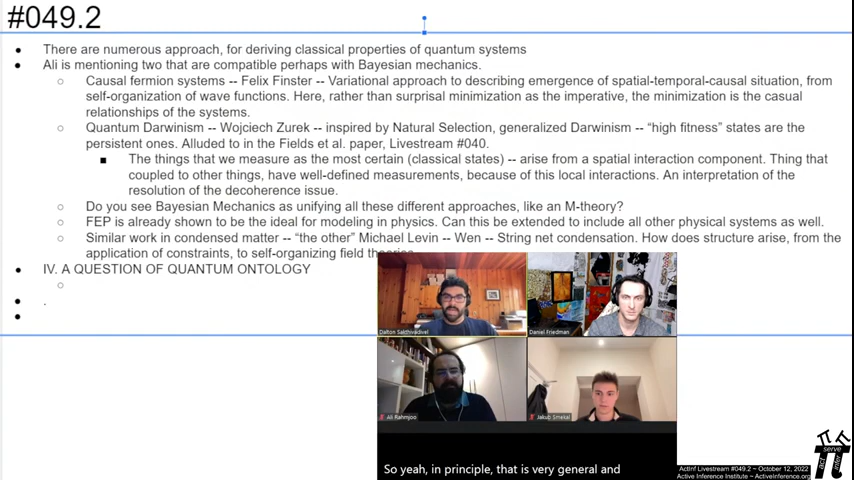 #049.2
There are numerous approach, for deriving classical properties of quantum systems
Ali is mentioning two that are compatible perhaps with Bayesian mechanics.
Causal fermion systems -- Felix Finster -- Variational approach to describing emergence of spatial-temporal-causal situation, from
self-organization of wave functions. Here, rather than surprisal minimization as the imperative, the minimization is the casual
relationships of the systems.
Quantum Darwinism -- Wojciech Zurek -- inspired by Natural Selection, generalized Darwinism -- “high fitness” states are the
persistent ones. Alluded to in the Fields et al. paper, Livestream #040.
The things that we measure as the most certain (classical states) -- arise from a spatial interaction component. Thing that
coupled to other things, have well-defined measurements, because of this local interactions. An interpretation of the
resolution of the decoherence issue.
Do you see Bayesian Mechanics as unifying all these different approaches, like an M-theory?
FEP is already shown to be the ideal for modeling in physics. Can this be extended to include all other physical systems as well.
Similar work in condensed matter -- “the other” Michael Levin -- Wen -- String net condensation. How does structure arise, from the
application of constraints, to self-organizing field theories
IV. A QUESTION OF QUANTUM ONTOLOGY
.
Dalton Sakthivadivel
Daniel Friedman
Ali Rahmjoo
Jakub Smekal
So yeah, in principle, that is very general and
act
serve
infer
ActInf Livestream #049.2 ~ October 12, 2022
Active Inference Institute ~ ActiveInference.org